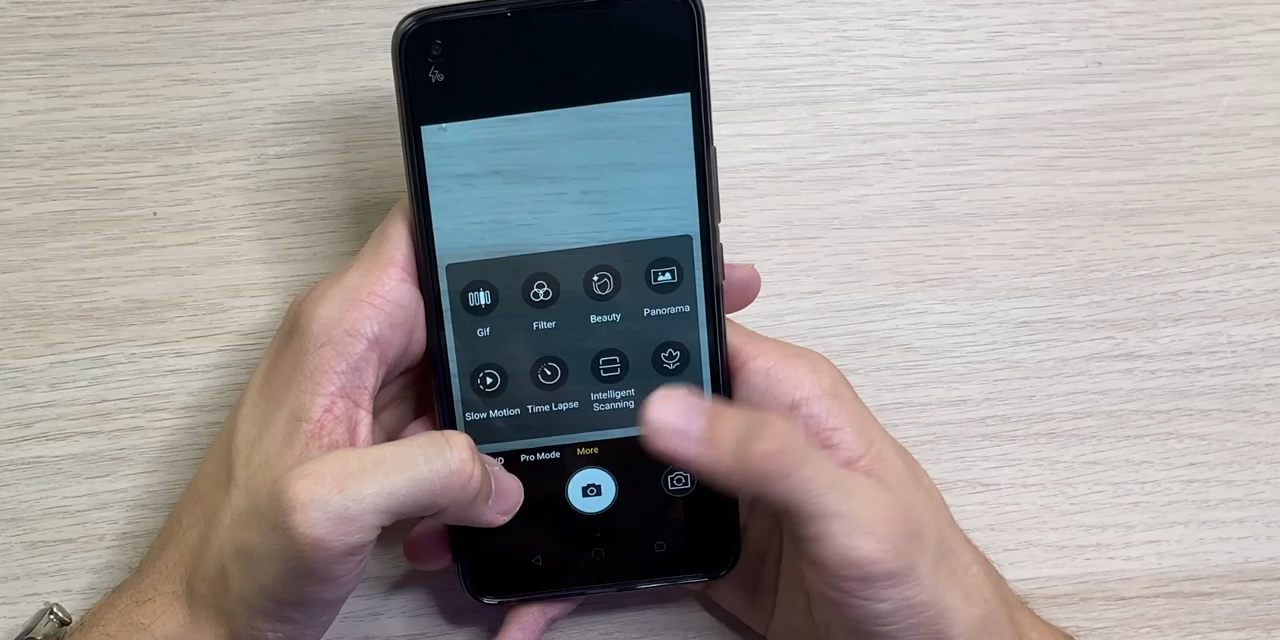 Gif
Filter
Beauty
Panorama
Slow Motion
Time Lapse
Intelligent
Scanning
Pro Mode
More